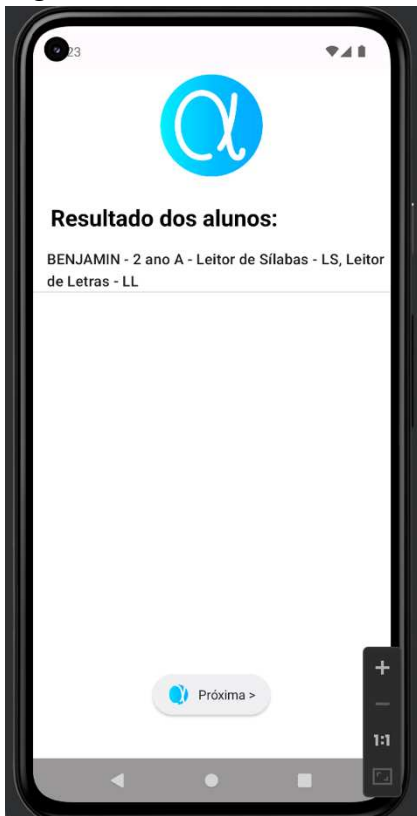 23
Resultado dos alunos:
BENJAMIN - 2 ano A - Leitor de Sílabas - LS, Leitor
de Letras - LL
Próxima >
1:1